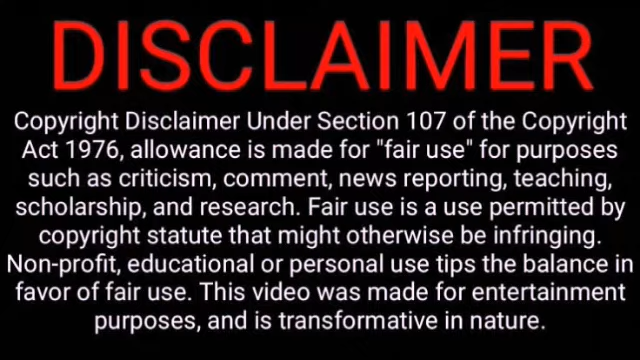 DISCLAIMER
Copyright Disclaimer Under Section 107 of the Copyright
Act 1976, allowance is made for "fair use" for purposes
such as criticism, comment, news reporting, teaching,
scholarship, and research. Fair use is a use permitted by
copyright statute that might otherwise be infringing.
Non-profit, educational or personal use tips the balance in
favor of fair use. This video was made for entertainment
purposes, and is transformative in nature.